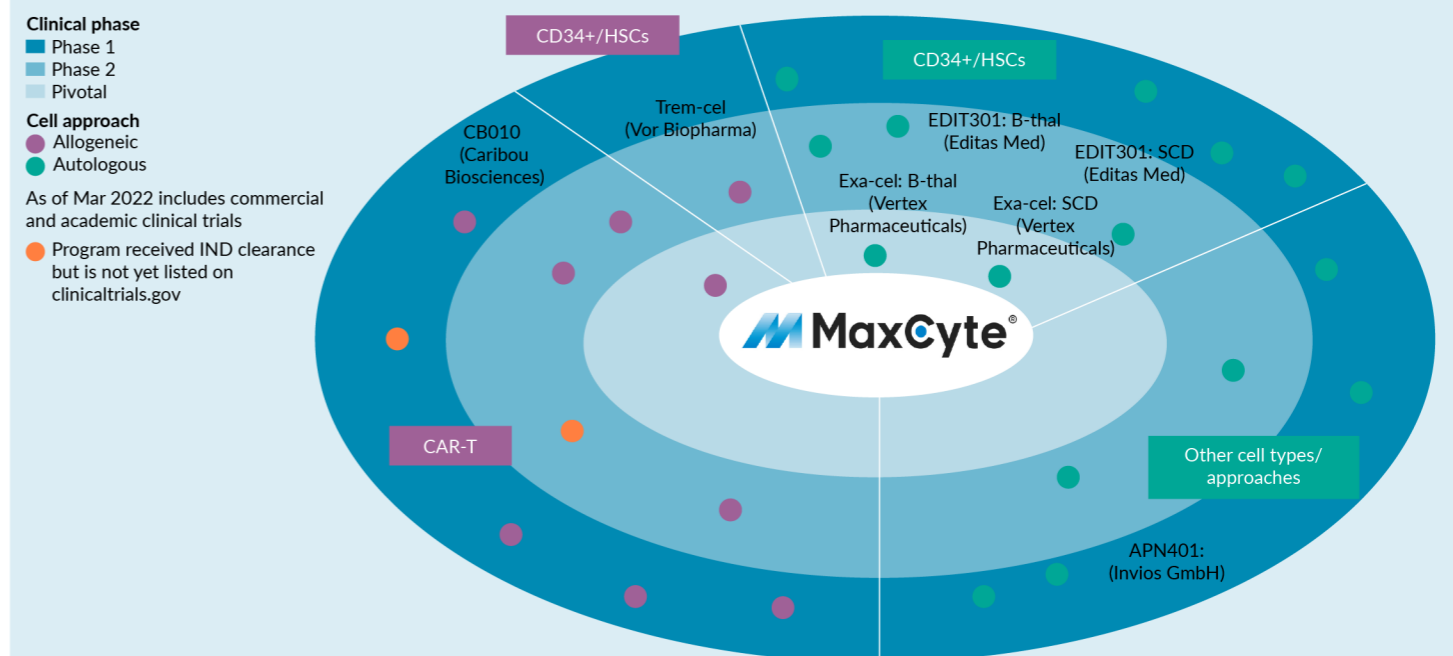 Clinical phase
Phase 1
Phase 2
Pivotal
Cell approach
Allogeneic
Autologous
As of Mar 2022 includes commercial
and academic clinical trials
Program received IND clearance
but is not yet listed on
clinicaltrials.gov
CD34+/HSCs
CD34+/HSCs
CB010
(Caribou
Biosciences)
Trem-cel
(Vor Biopharma)
EDIT301: B-thal
(Editas Med)
EDIT301: SCD
(Editas Med)
Exa-cel: B-thal
(Vertex
Pharmaceuticals)
Exa-cel: SCD
(Vertex
Pharmaceuticals)
MaxCyte®
CAR-T
Other cell types/
approaches
APN401:
(Invios GmbH)